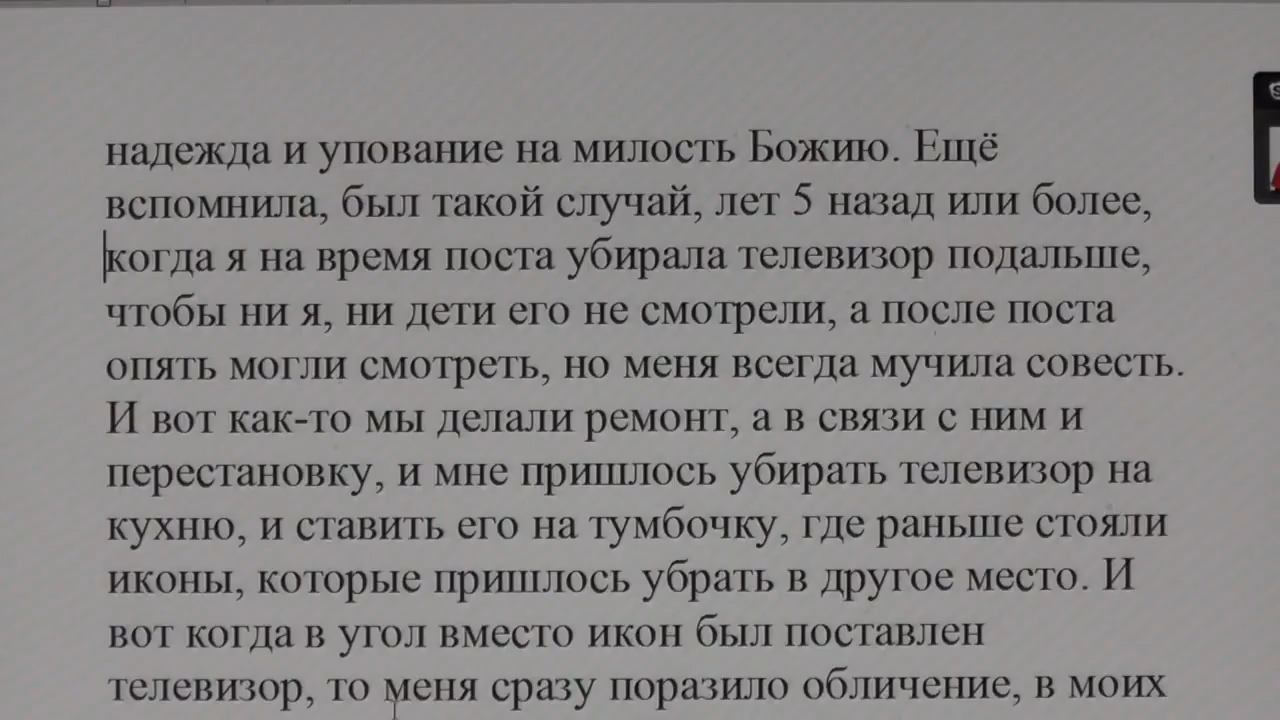 надежда и упование на милость Божию. Ещё
вспомнила, был такой случай, лет 5 назад или более,
когда я на время поста убирала телевизор подальше,
чтобы ни я, ни дети его не смотрели, а после поста
опять могли смотреть, но меня всегда мучила совесть.
И вот как-то мы делали ремонт, а в связи с ним и
перестановку, и мне пришлось убирать телевизор на
кухню, и ставить его на тумбочку, где раньше стояли
иконы, которые пришлось убрать в другое место. И
вот когда в угол вместо икон был поставлен
телевизор, то меня сразу поразило обличение, в моих